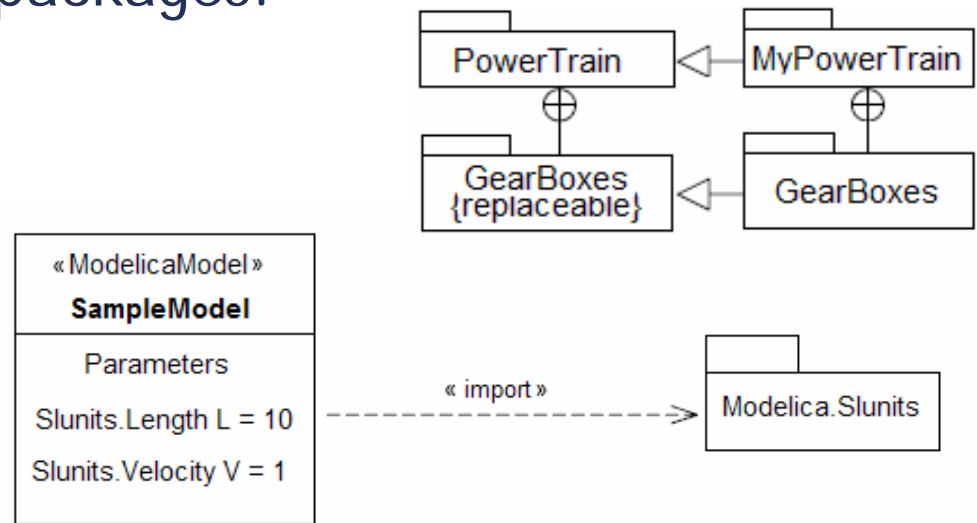 packages.
PowerTrain
MyPowerTrain
GearBoxes
{replaceable}
GearBoxes
«ModelicaModel»
SampleModel
Parameters
SIunits.Length L = 10
SIunits.Velocity V = 1
« import »
Modelica.SIunits